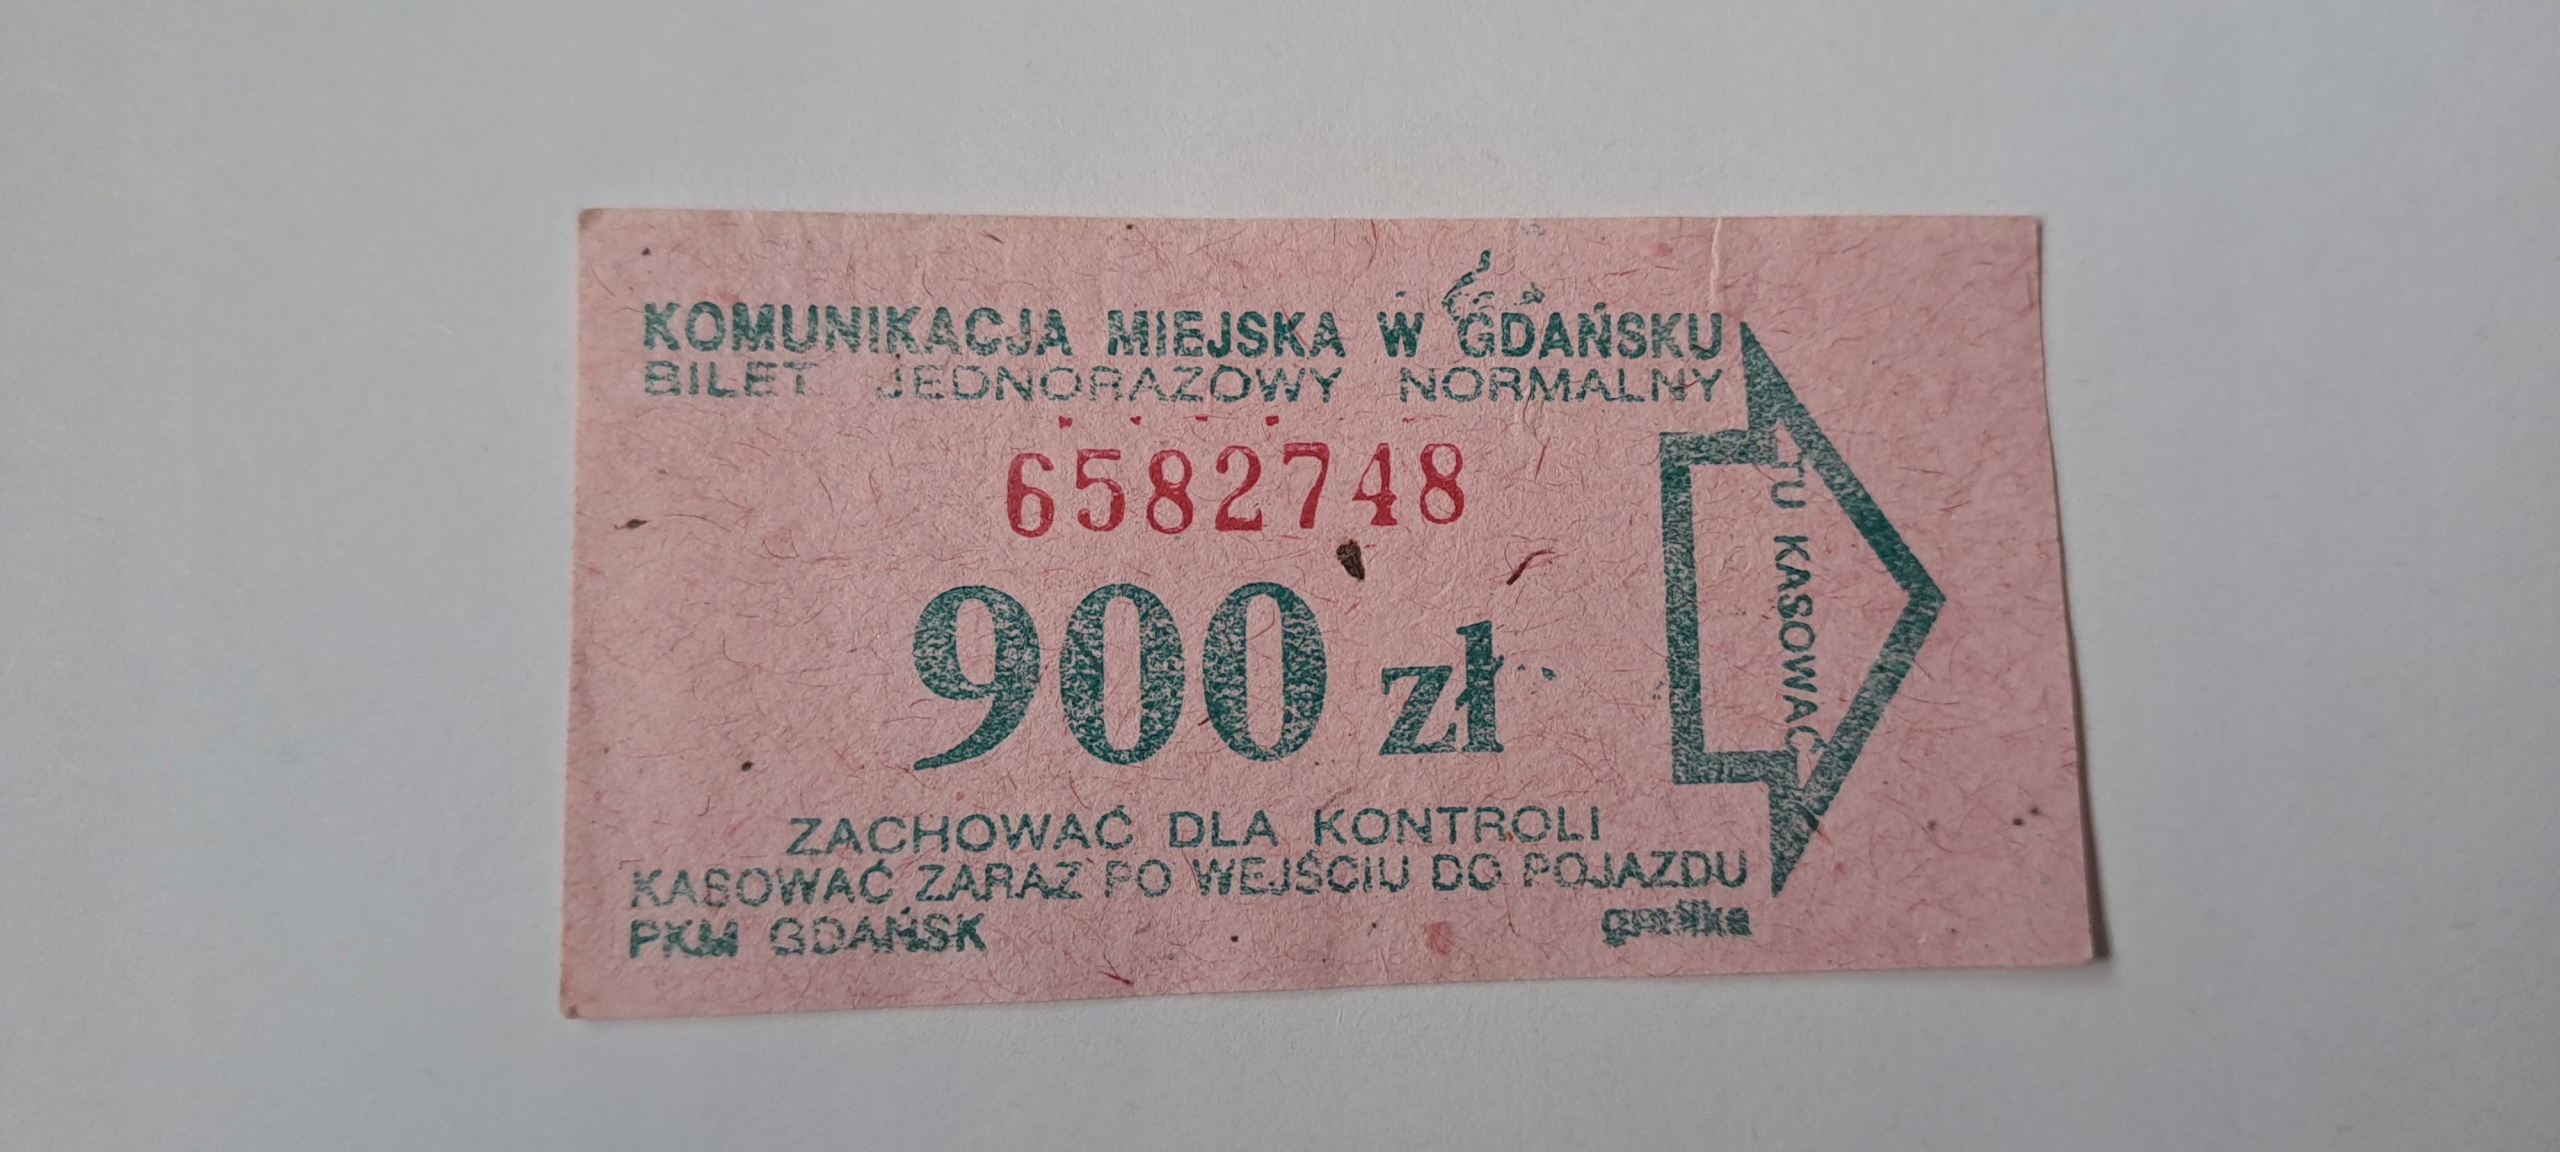 KOMUNIKACJA MIEJSKA W GDAŃSKU
BILET JEDNORAZOWY NORMALNY
6582748
900 zł
TU KASOWAĆ
ZACHOWAĆ DLA KONTROLI
KASOWAĆ ZARAZ PO WEJŚCIU DO POJAZDU
PKM GDAŃSK
grafika